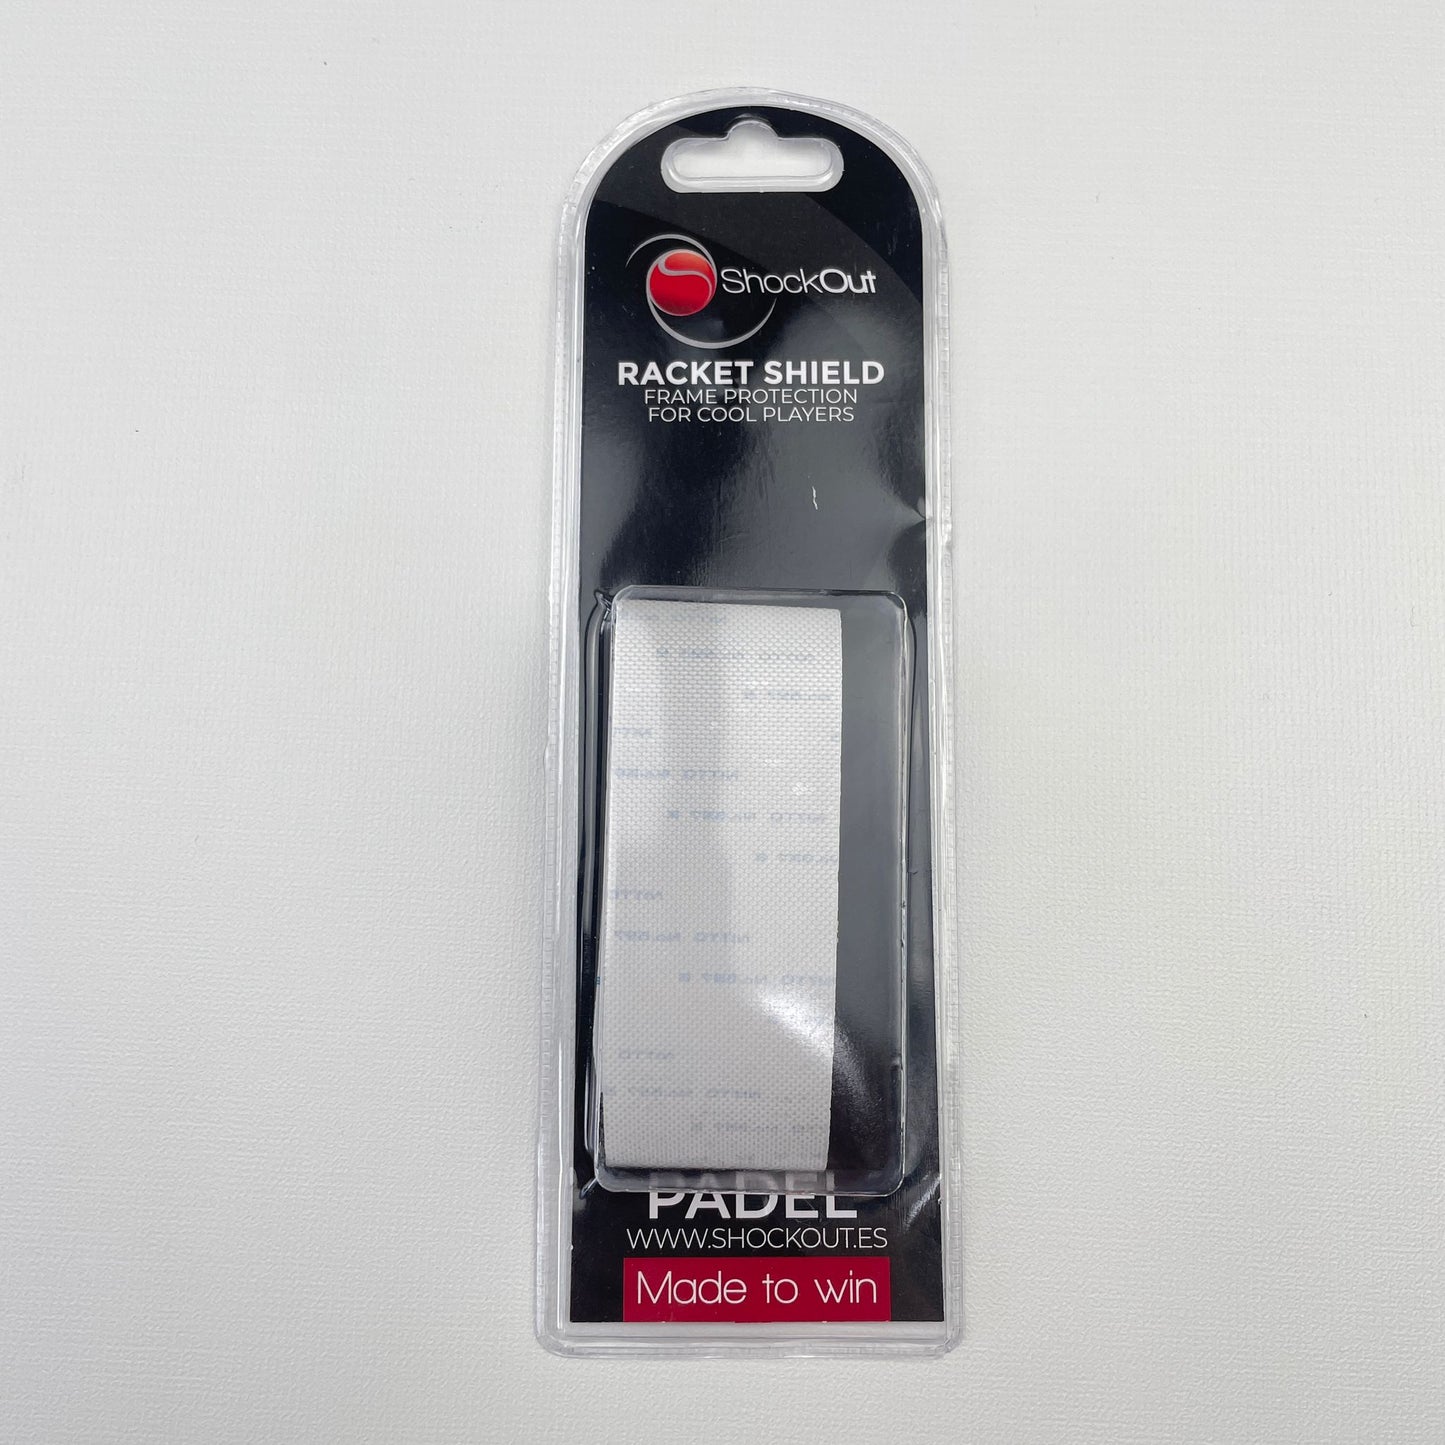 ShockOut
RACKET SHIELD
FRAME PROTECTION
FOR COOL PLAYERS
PADEL
WWW.SHOCKOUT.ES
Made to win